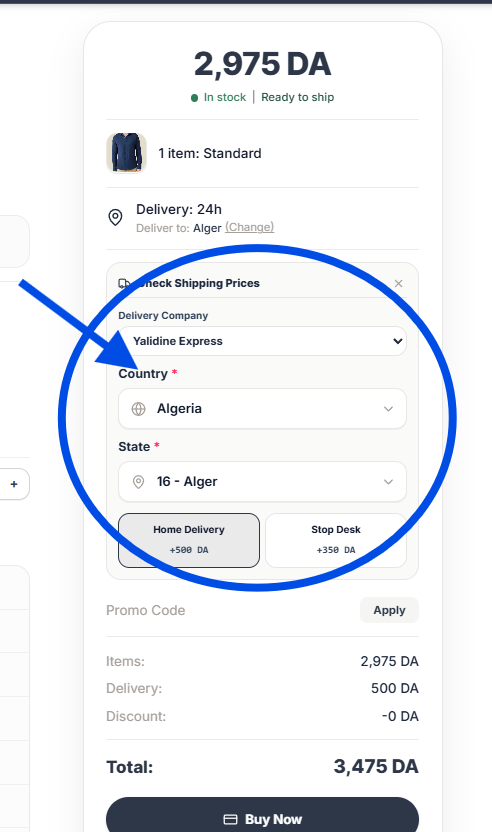 2,975 DA
In stock | Ready to ship
1 item: Standard
Delivery: 24h
Deliver to: Alger (Change)
Check Shipping Prices
Delivery Company
Yalidine Express
Country *
Algeria
State *
16 - Alger
Home Delivery
+500 DA
Stop Desk
+350 DA
Promo Code
Apply
Items: 2,975 DA
Delivery: 500 DA
Discount: -0 DA
Total: 3,475 DA
Buy Now
+